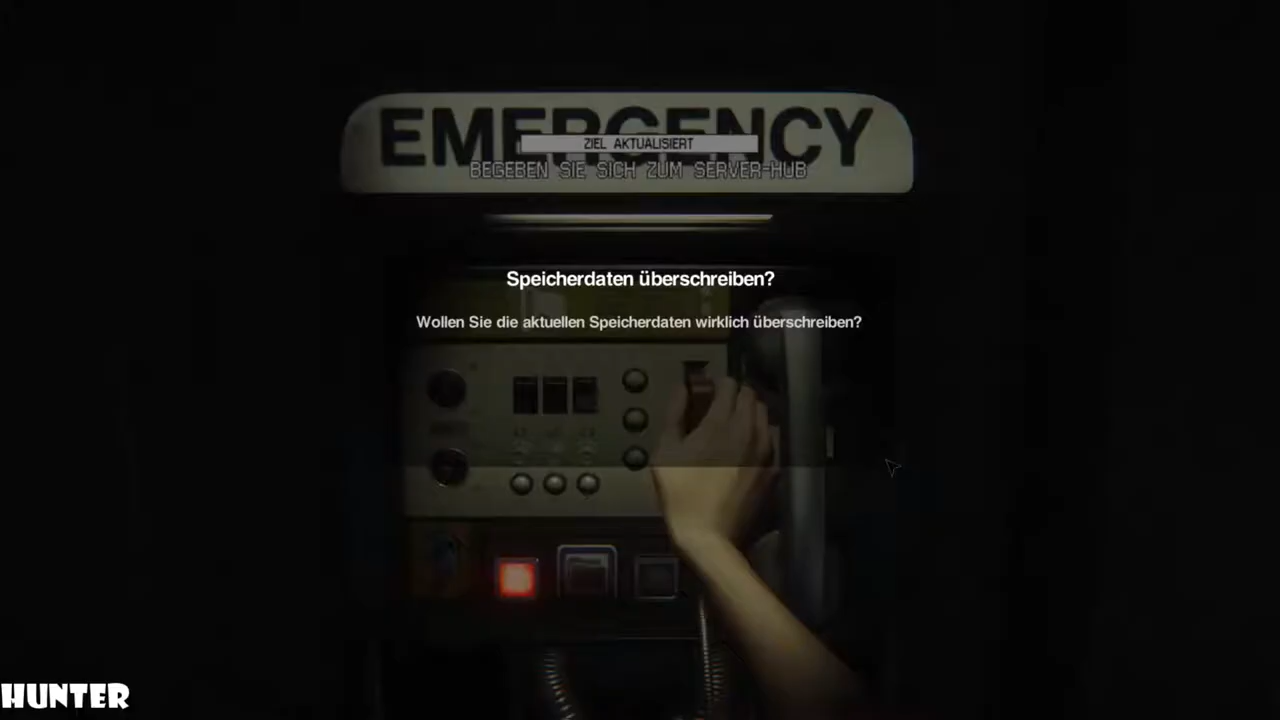 EMERGENCY
ZIEL AKTUALISIERT
BEGEBEN SIE SICH ZUM SERVER-HUB
Speicherdaten überschreiben?
Wollen Sie die aktuellen Speicherdaten wirklich überschreiben?
HUNTER